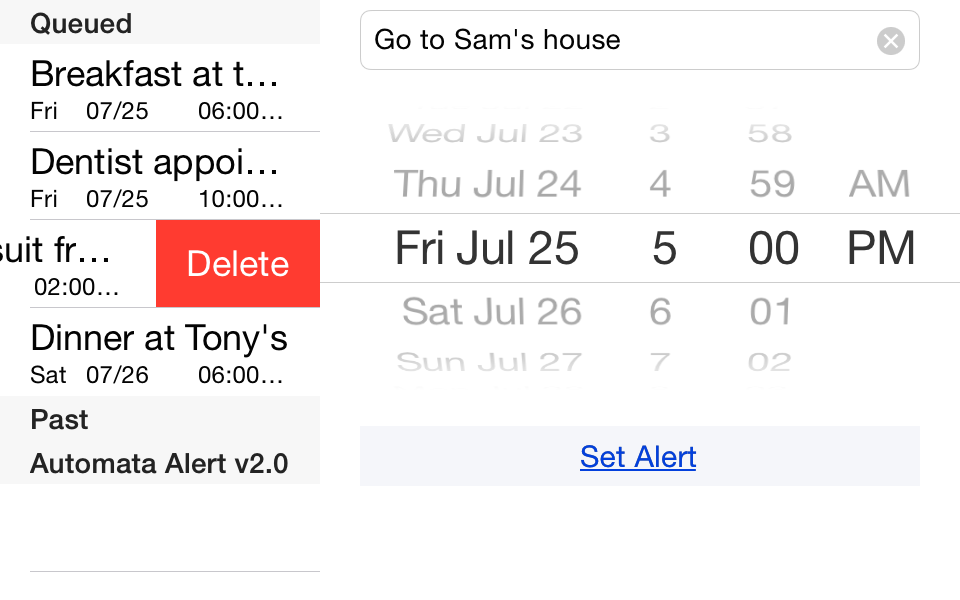 Queued
Breakfast at t...
Fri 07/25 06:00...
Dentist appoi...
Fri 07/25 10:00...
suit fr...
02:00...
Delete
Dinner at Tony's
Sat 07/26 06:00...
Past
Automata Alert v2.0
Go to Sam's house
Wed Jul 23 3 58
Thu Jul 24 4 59 AM
Fri Jul 25 5 00 PM
Sat Jul 26 6 01
Sun Jul 27 7 02
Set Alert